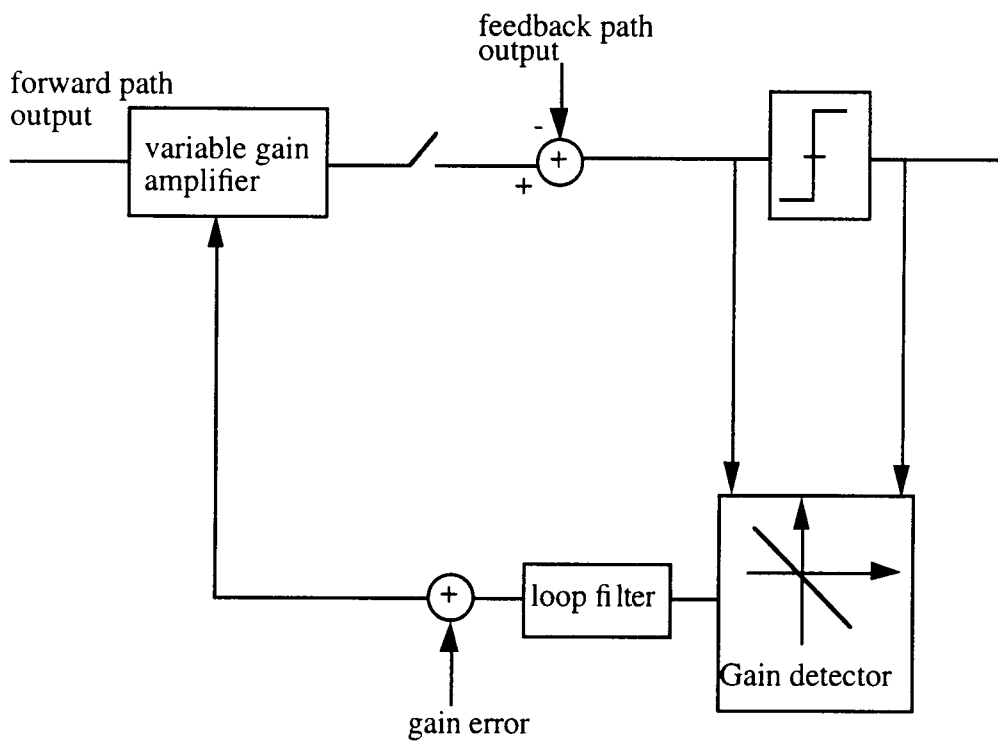 feedback path
output
forward path
output
variable gain
amplifier
-
+
+
loop filter
+
Gain detector
gain error